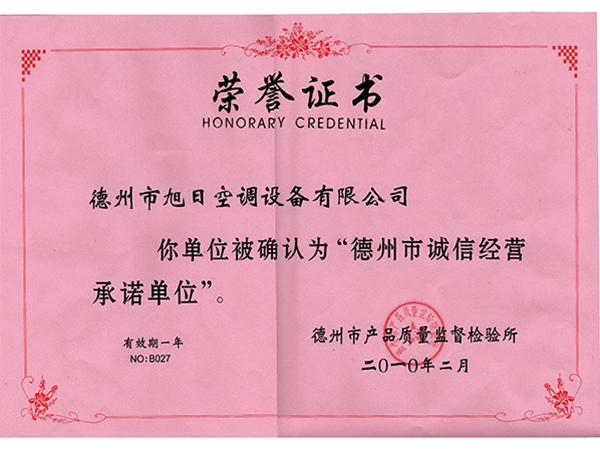 荣誉证书
HONORARY CREDENTIAL
德州市旭日空调设备有限公司
你单位被确认为“德州市诚信经营
承诺单位”。
有效期一年
NO:B027
德州市产品质量监督检验所
二〇一〇年二月